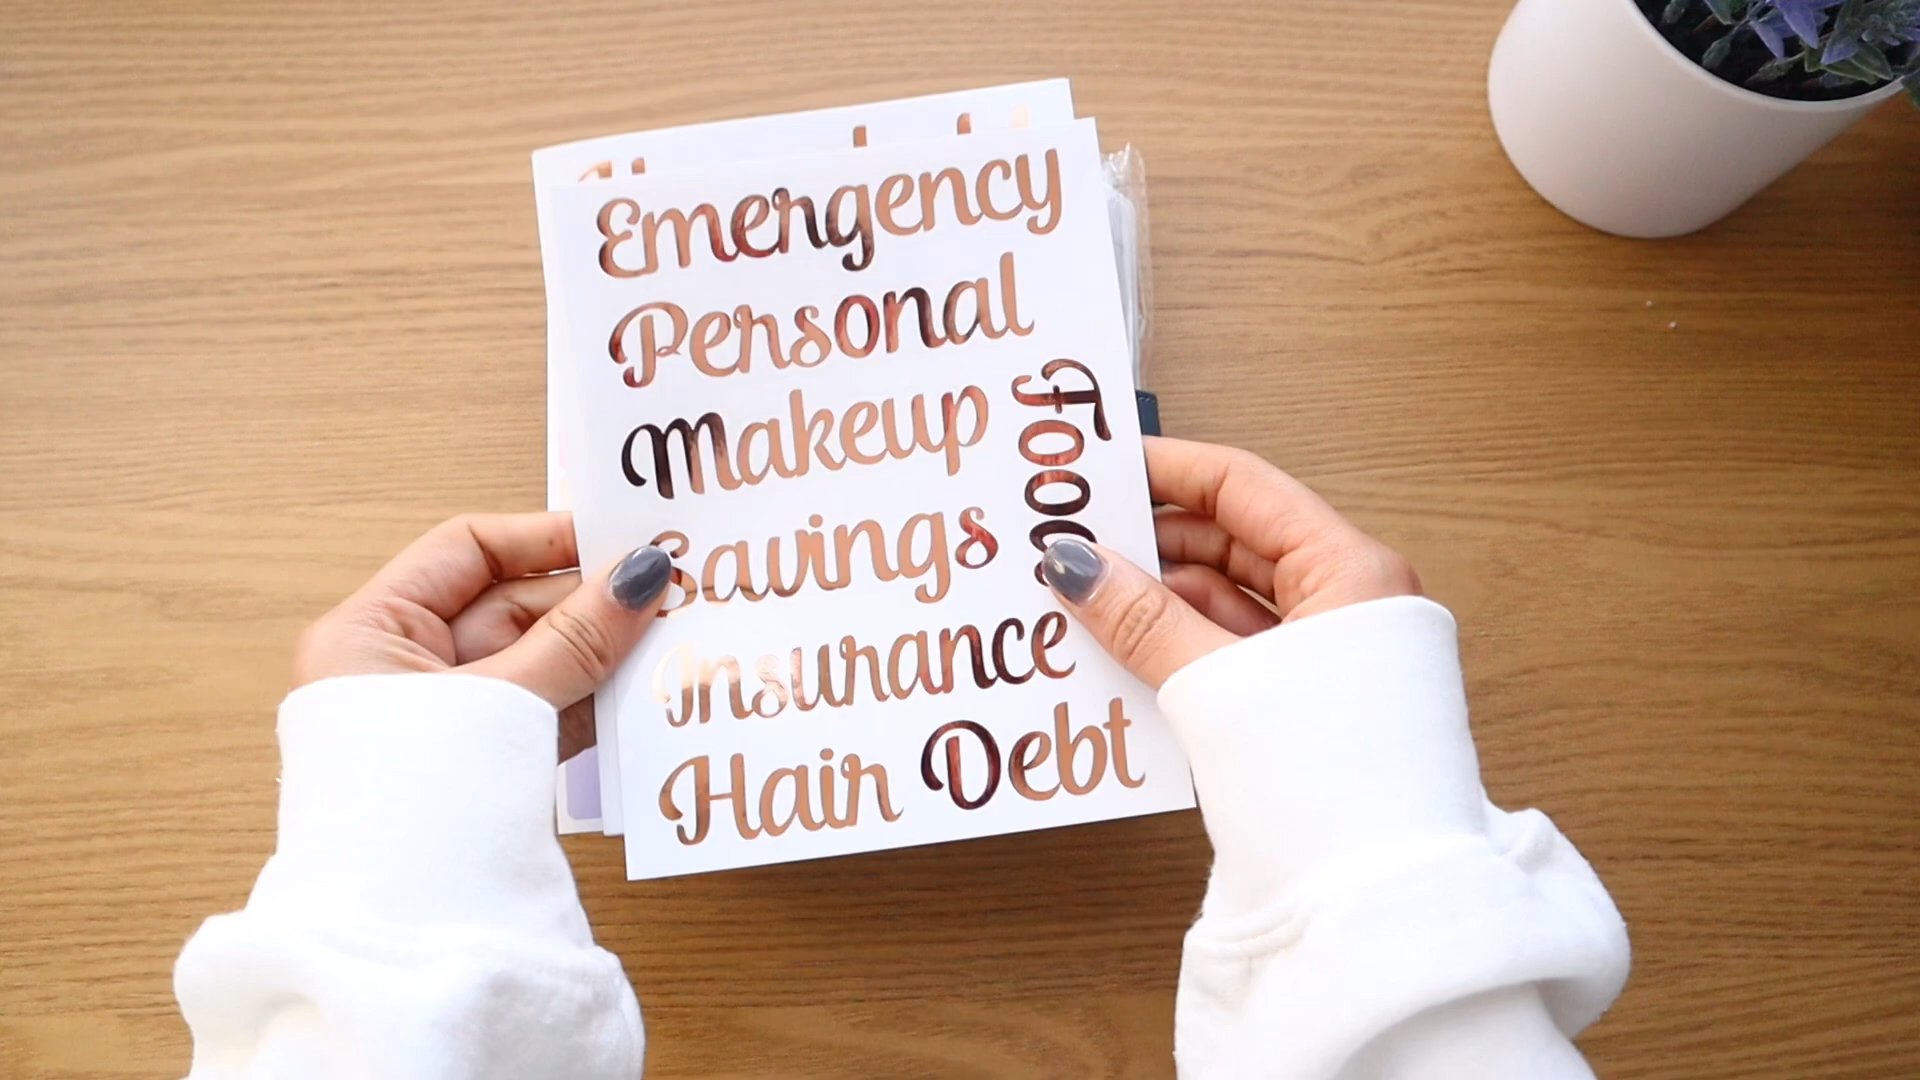 Emergency
Personal
Makeup
Food
Savings
Insurance
Hair Debt